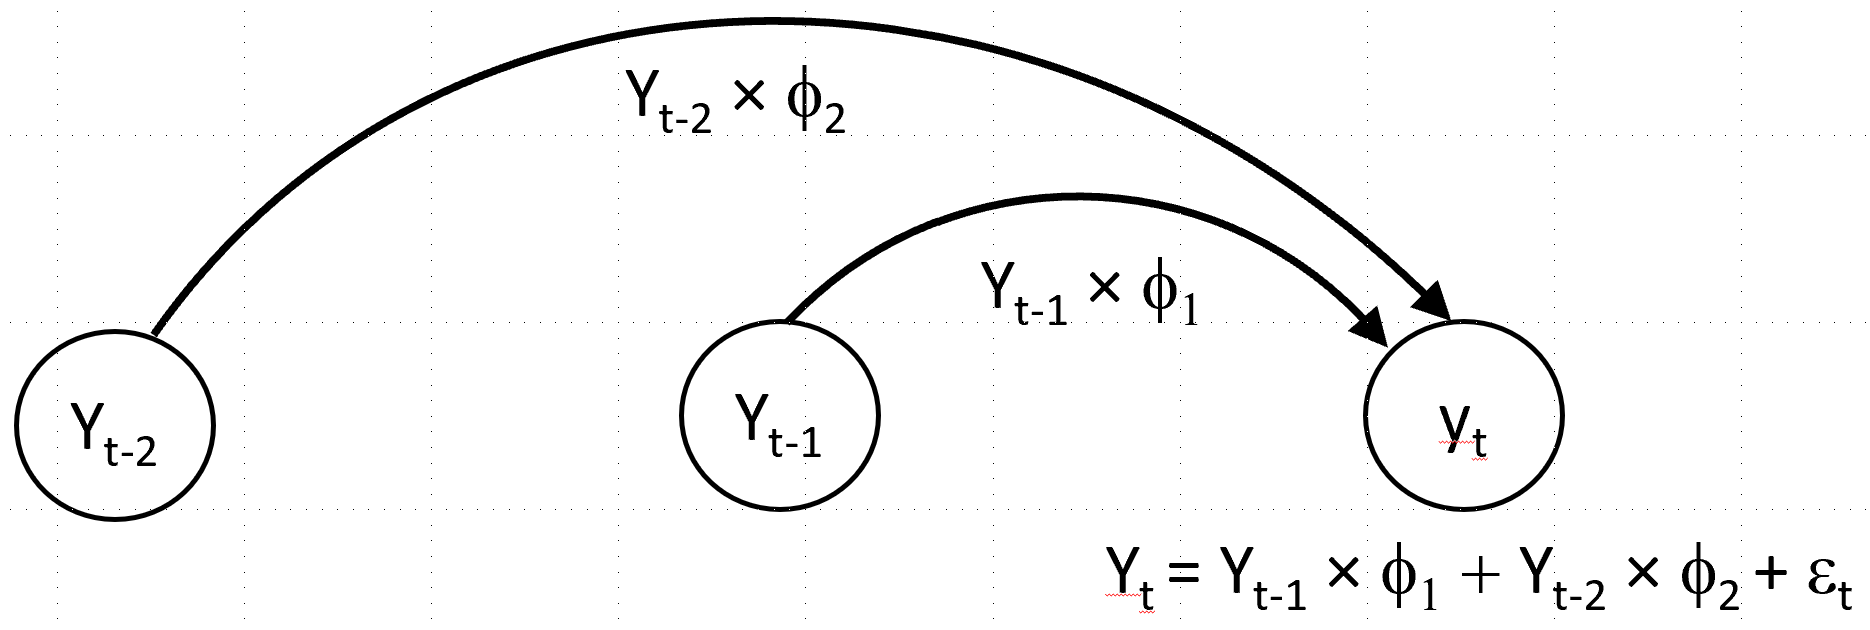 Yₜ₋₂ × ϕ₂
Yₜ₋₁ × ϕ₁
Yₜ₋₂
Yₜ₋₁
yₜ
Yₜ = Yₜ₋₁ × ϕ₁ + Yₜ₋₂ × ϕ₂ + εₜ